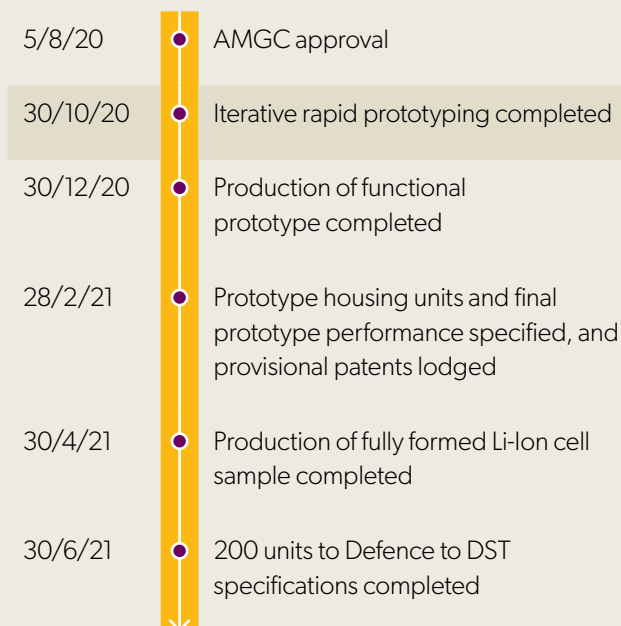 5/8/20 AMGC approval
30/10/20 Iterative rapid prototyping completed
30/12/20 Production of functional
prototype completed
28/2/21 Prototype housing units and final
prototype performance specified, and
provisional patents lodged
30/4/21 Production of fully formed Li-Ion cell
sample completed
30/6/21 200 units to Defence to DST
specifications completed